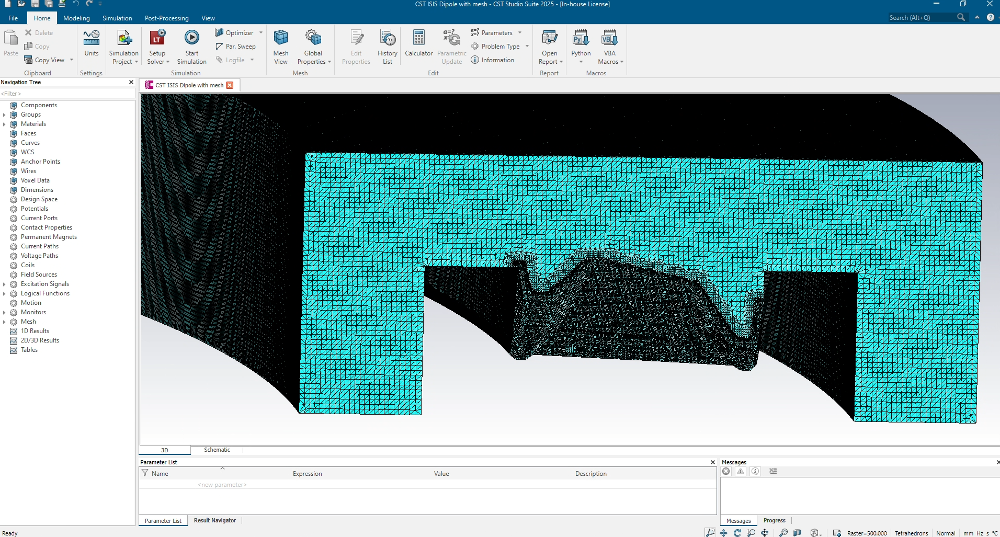 CST ISIS Dipole with mesh - CST Studio Suite 2025 - [In-house License]
File Home Modeling Simulation Post-Processing View Search (Alt+Q)
Paste
Delete
Copy
Copy View
Clipboard
Units
Settings
Simulation Project
Setup Solver
Start Simulation
Optimizer
Par. Sweep
Logfile
Simulation
Mesh View
Global Properties
Mesh
Edit Properties
History List
Calculator
Parametric Update
Parameters
Problem Type
Information
Edit
Open Report
Report
Python
VBA Macros
Macros
Navigation Tree
<Filter>
CST ISIS Dipole with mesh
Components
Groups
Materials
Faces
Curves
WCS
Anchor Points
Wires
Voxel Data
Dimensions
Design Space
Potentials
Current Ports
Contact Properties
Permanent Magnets
Current Paths
Voltage Paths
Coils
Field Sources
Excitation Signals
Logical Functions
Motion
Monitors
Mesh
1D Results
2D/3D Results
Tables
3D Schematic
Parameter List
Name Expression Value Description
<new parameter>
Parameter List Result Navigator
Messages
Messages Progress
Ready
Raster=500.000 Tetrahedrons Normal mm Hz s °C